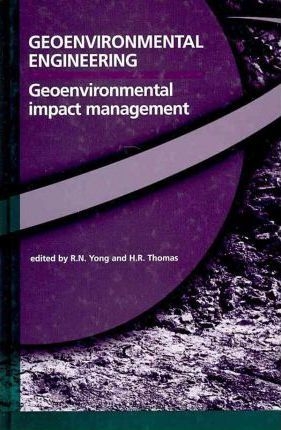 GEOENVIRONMENTAL
ENGINEERING
Geoenvironmental
impact management
edited by R.N. Yong and H.R. Thomas